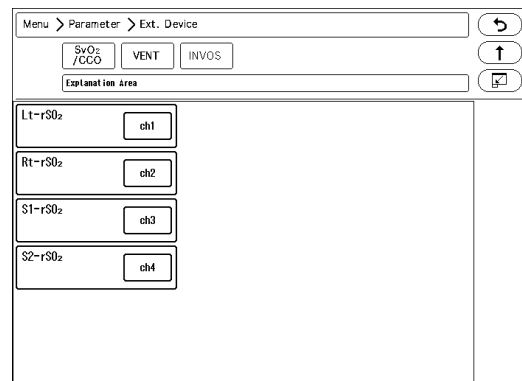 Menu > Parameter > Ext. Device
SvO₂
/CCO
VENT
INVOS
Explanation Area
Lt-rSO₂
ch1
Rt-rSO₂
ch2
S1-rSO₂
ch3
S2-rSO₂
ch4